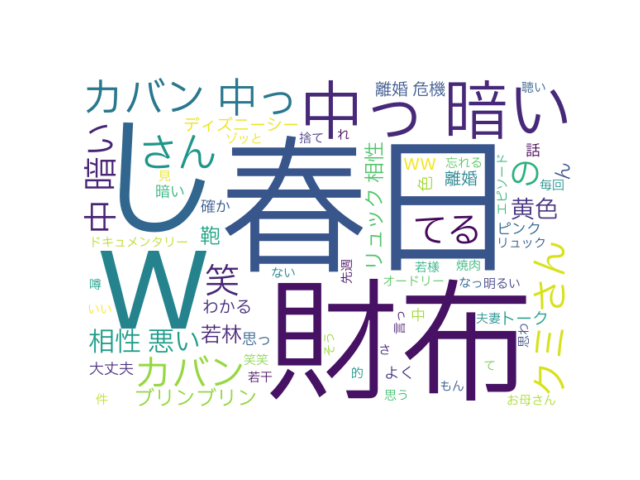 離婚 危機
聴い
カバン
中っ
中っ
暗い
ディズニーシー
ゾッと
捨て
れ
し
さん
春日
暗い
中
見
暗い
確か
鞄
リュック 相性
ww
忘れる
色
離婚
エピソード
話
の
ん
毎回
黄色
てる
ピンク
リュック
ドキュメンタリー
W
笑
噂
いい
わかる
ない
先週
若様
焼肉
オードリー
なっ
明るい
クミさん
財布
相性 悪い
若林
思っ
言っ
中
夫妻
トーク
思わ
そう
さ
大丈夫
カバン
笑笑
若干
的
よく
て
ブリンブリン
思う
もん
お母さん
件